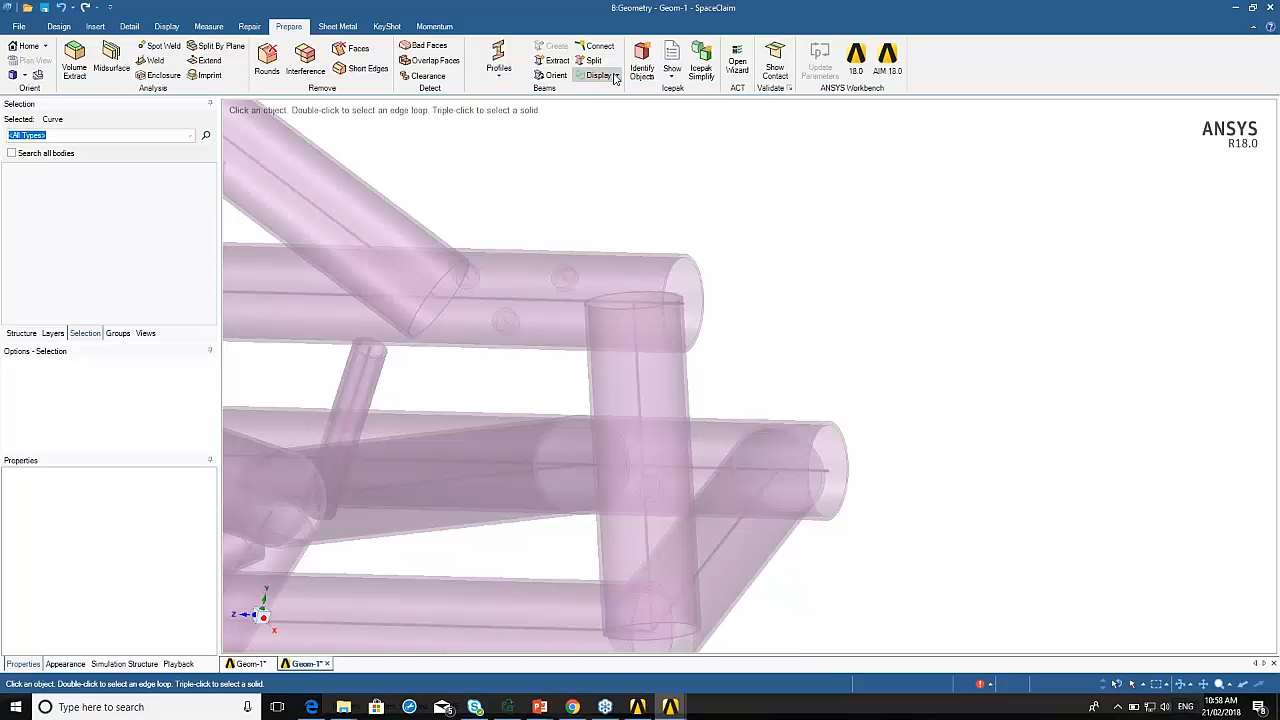 B:Geometry - Geom-1 - SpaceClaim
File Design Insert Detail Display Measure Repair Prepare Sheet Metal KeyShot Momentum
Home
Plan View
Orient
Volume Extract
Midsurface
Spot Weld
Weld
Enclosure
Split By Plane
Extend
Imprint
Analysis
Rounds
Interference
Faces
Short Edges
Remove
Bad Faces
Overlap Faces
Clearance
Detect
Profiles
Create
Extract
Orient
Connect
Split
Display
Beams
Identify Objects
Show
Icepak Simplify
Icepak
Open Wizard
ACT
Show Contact
Validate
Update Parameters
18.0
AIM 18.0
ANSYS Workbench
Selection
Selected: Curve
<All Types>
Search all bodies
Structure Layers Selection Groups Views
Options - Selection
Properties
Properties Appearance Simulation Structure Playback
Click an object. Double-click to select an edge loop. Triple-click to select a solid.
ANSYS
R18.0
Y
Z
X
Geom-1*
Geom-1*
Click an object. Double-click to select an edge loop. Triple-click to select a solid.
Type here to search
ENG
10:58 AM
21/02/2018